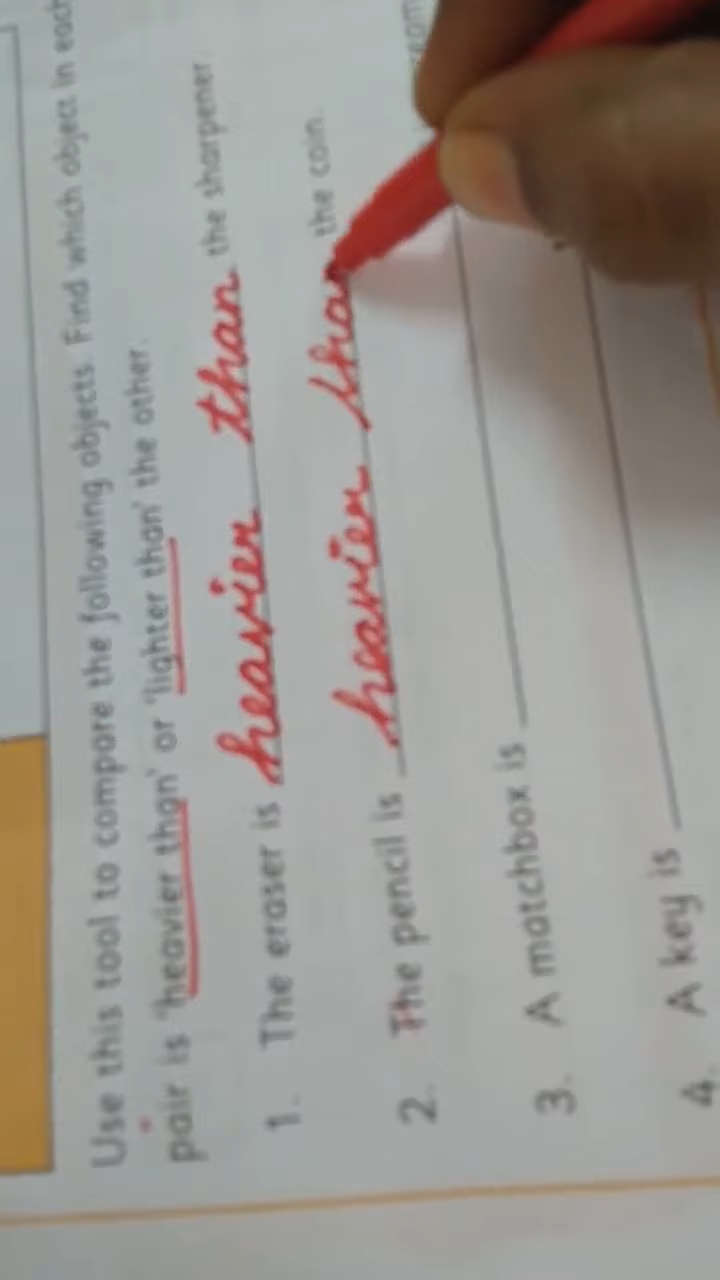 Use this tool to compare the following objects. Find which object in each
pair is 'heavier than' or 'lighter than' the other.
1. The eraser is heavier than the sharpener.
2. The pencil is heavier than the coin.
3. A matchbox is
4. A key is